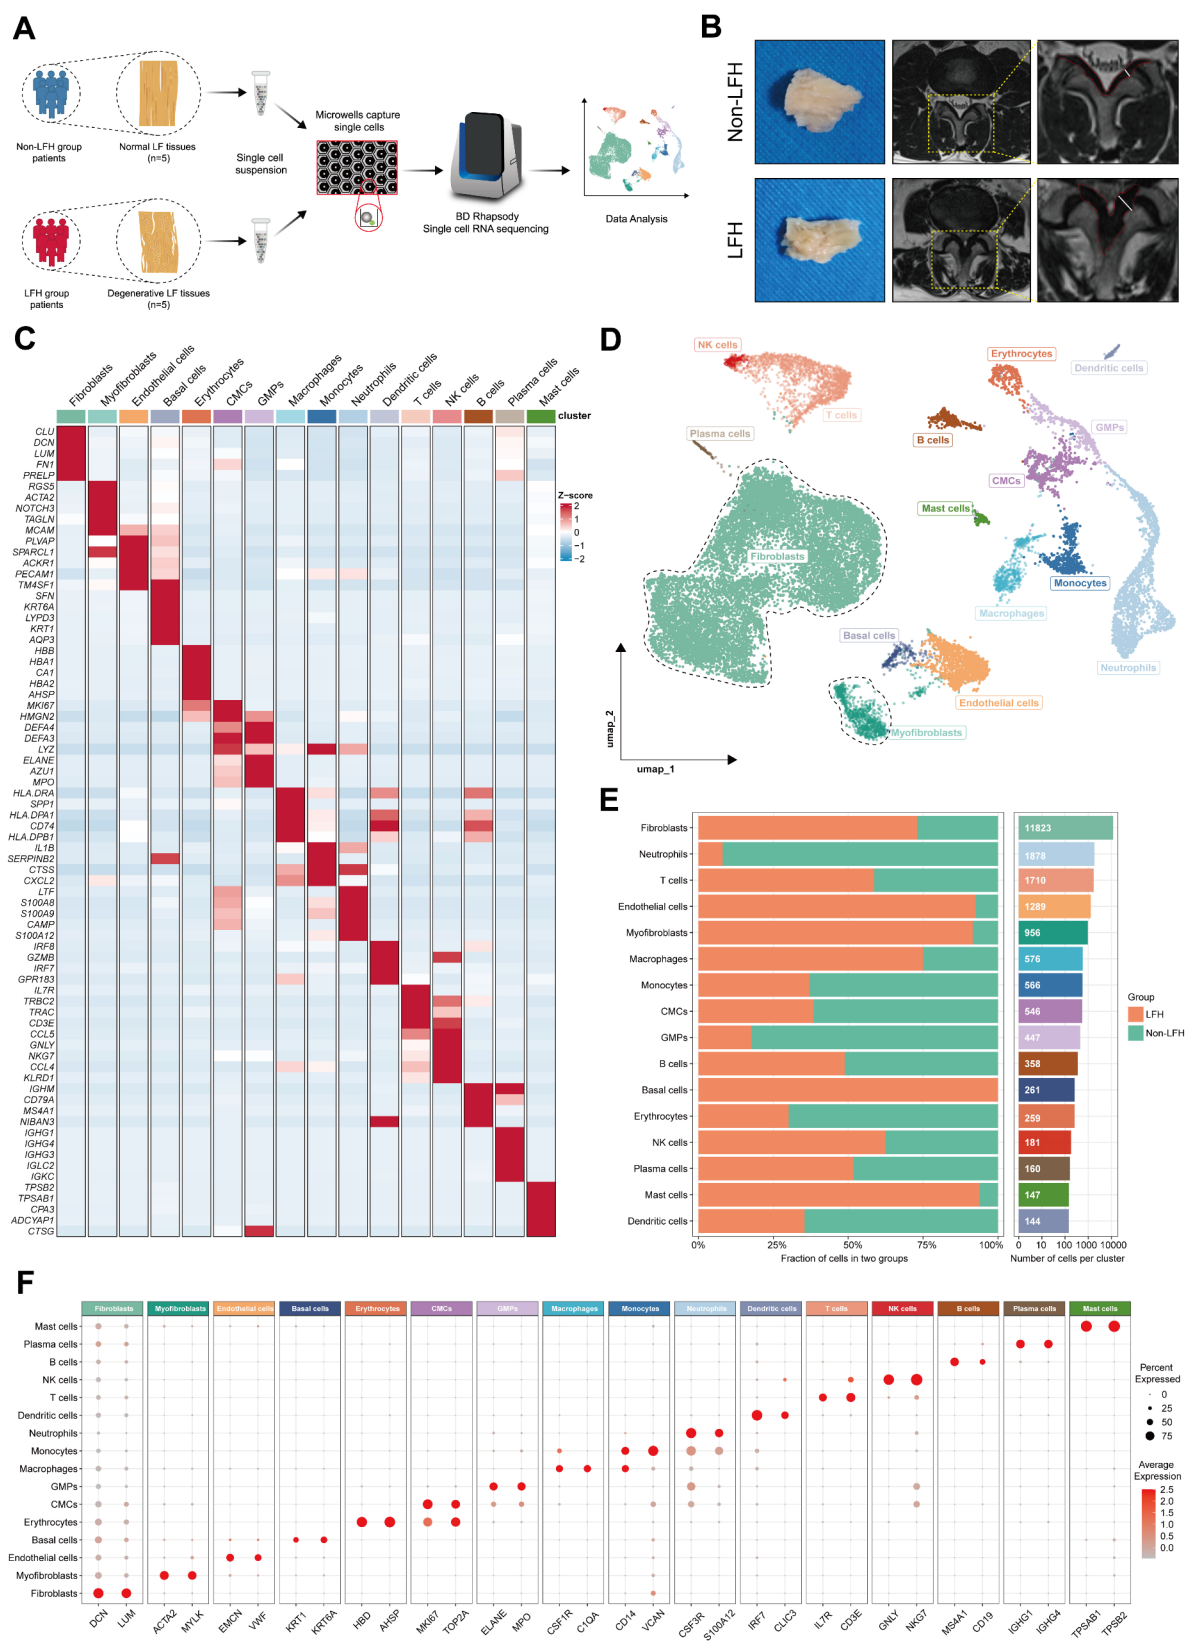 A
Non-LFH group
patients
Normal LF tissues
(n=5)
LFH group
patients
Degenerative LF tissues
(n=5)
Single cell
suspension
Microwells capture
single cells
BD Rhapsody
Single cell RNA sequencing
Data Analysis
B
Non-LFH
LFH
C
Fibroblasts
Myofibroblasts
Endothelial cells
Basal cells
Erythrocytes
CMCs
GMPs
Macrophages
Monocytes
Neutrophils
Dendritic cells
T cells
NK cells
B cells
Plasma cells
Mast cells
cluster
CLU
DCN
LUM
FN1
PRELP
RGS5
ACTA2
NOTCH3
TAGLN
MCAM
PLVAP
SPARCL1
ACKR1
PECAM1
TM4SF1
SFN
KRT6A
LYPD3
KRT1
AQP3
HBB
HBA1
CA1
HBA2
AHSP
MKI67
HMGN2
DEFA4
DEFA3
LYZ
ELANE
AZU1
MPO
HLA.DRA
SPP1
HLA.DPA1
CD74
HLA.DPB1
IL1B
SERPINB2
CTSS
CXCL2
LTF
S100A8
S100A9
CAMP
S100A12
IRF8
GZMB
IRF7
GPR183
IL7R
TRBC2
TRAC
CD3E
CCL5
GNLY
NKG7
CCL4
KLRD1
IGHM
CD79A
MS4A1
NIBAN3
IGHG1
IGHG4
IGHG3
IGLC2
IGKC
TPSB2
TPSAB1
CPA3
ADCYAP1
CTSG
Z-score
2
1
0
−1
−2
D
NK cells
T cells
Plasma cells
Fibroblasts
Erythrocytes
Dendritic cells
B cells
GMPs
CMCs
Mast cells
Monocytes
Macrophages
Neutrophils
Basal cells
Endothelial cells
Myofibroblasts
umap_2
umap_1
E
Fibroblasts
Neutrophils
T cells
Endothelial cells
Myofibroblasts
Macrophages
Monocytes
CMCs
GMPs
B cells
Basal cells
Erythrocytes
NK cells
Plasma cells
Mast cells
Dendritic cells
0% 25% 50% 75% 100%
Fraction of cells in two groups
11823
1878
1710
1289
956
576
566
546
447
358
261
259
181
160
147
144
0 10 100 1000 10000
Number of cells per cluster
Group
LFH
Non-LFH
F
Fibroblasts Myofibroblasts Endothelial cells Basal cells Erythrocytes CMCs GMPs Macrophages Monocytes Neutrophils Dendritic cells T cells NK cells B cells Plasma cells Mast cells
Mast cells
Plasma cells
B cells
NK cells
T cells
Dendritic cells
Neutrophils
Monocytes
Macrophages
GMPs
CMCs
Erythrocytes
Basal cells
Endothelial cells
Myofibroblasts
Fibroblasts
DCN LUM ACTA2 MYLK EMCN VWF KRT1 KRT6A HBD AHSP MKI67 TOP2A ELANE MPO CSF1R C1QA CD14 VCAN CSF3R S100A12 IRF7 CLIC3 IL7R CD3E GNLY NKG7 MS4A1 CD19 IGHG1 IGHG4 TPSAB1 TPSB2
Percent
Expressed
0
25
50
75
Average
Expression
2.5
2.0
1.5
1.0
0.5
0.0